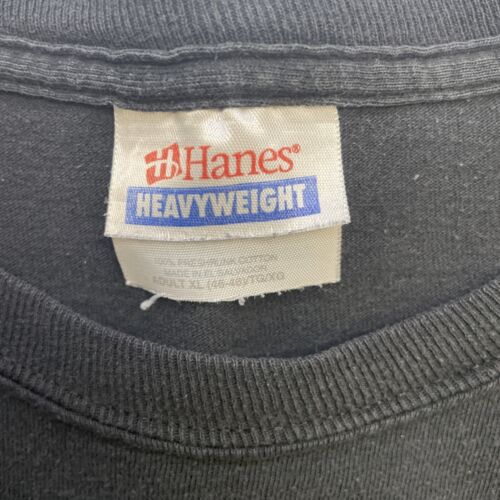 Hanes®
HEAVYWEIGHT
100% PRESHRUNK COTTON
MADE IN EL SALVADOR
ADULT XL (46-48)/TG/XG